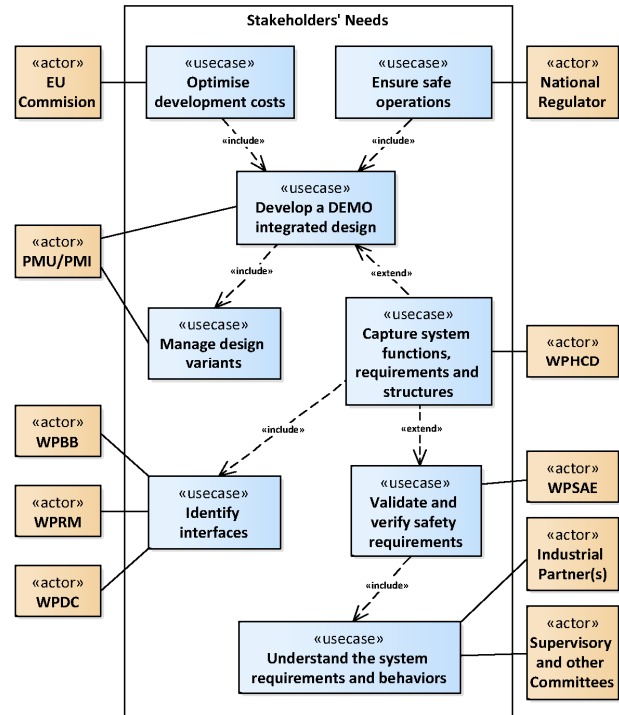 Stakeholders' Needs
«actor»
EU
Commision
«usecase»
Optimise
development costs
«usecase»
Ensure safe
operations
«actor»
National
Regulator
«include»
«include»
«usecase»
Develop a DEMO
integrated design
«actor»
PMU/PMI
«include»
«extend»
«usecase»
Manage design
variants
«usecase»
Capture system
functions,
requirements and
structures
«actor»
WPHCD
«actor»
WPBB
«include»
«extend»
«actor»
WPRM
«usecase»
Identify
interfaces
«usecase»
Validate and
verify safety
requirements
«actor»
WPSAE
«actor»
Industrial
Partner(s)
«actor»
WPDC
«include»
«usecase»
Understand the system
requirements and behaviors
«actor»
Supervisory
and other
Committees